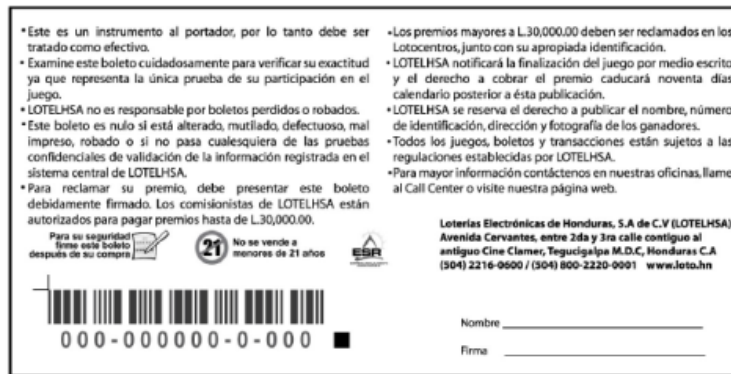 • Este es un instrumento al portador, por lo tanto debe ser
tratado como efectivo.
• Examine este boleto cuidadosamente para verificar su exactitud
ya que representa la única prueba de su participación en el
juego.
• LOTELHSA no es responsable por boletos perdidos o robados.
• Este boleto es nulo si está alterado, mutilado, defectuoso, mal
impreso, robado o si no pasa cualesquiera de las pruebas
confidenciales de validación de la información registrada en el
sistema central de LOTELHSA.
• Para reclamar su premio, debe presentar este boleto
debidamente firmado. Los comisionistas de LOTELHSA están
autorizados para pagar premios hasta de L.30,000.00.
Para su seguridad
firme este boleto
después de su compra
21
No se vende a
menores de 21 años
ESR
000-000000-0-000
• Los premios mayores a L.30,000.00 deben ser reclamados en los
Lotocentros, junto con su apropiada identificación.
• LOTELHSA notificará la finalización del juego por medio escrito
y el derecho a cobrar el premio caducará noventa días
calendario posterior a ésta publicación.
• LOTELHSA se reserva el derecho a publicar el nombre, número
de identificación, dirección y fotografía de los ganadores.
• Todos los juegos, boletos y transacciones están sujetos a las
regulaciones establecidas por LOTELHSA.
• Para mayor información contáctenos en nuestras oficinas, llame
al Call Center o visite nuestra página web.
Loterías Electrónicas de Honduras, S.A de C.V (LOTELHSA)
Avenida Cervantes, entre 2da y 3ra calle contiguo al
antiguo Cine Clamer, Tegucigalpa M.D.C, Honduras C.A
(504) 2216-0600 / (504) 800-2220-0001 www.loto.hn
Nombre
Firma